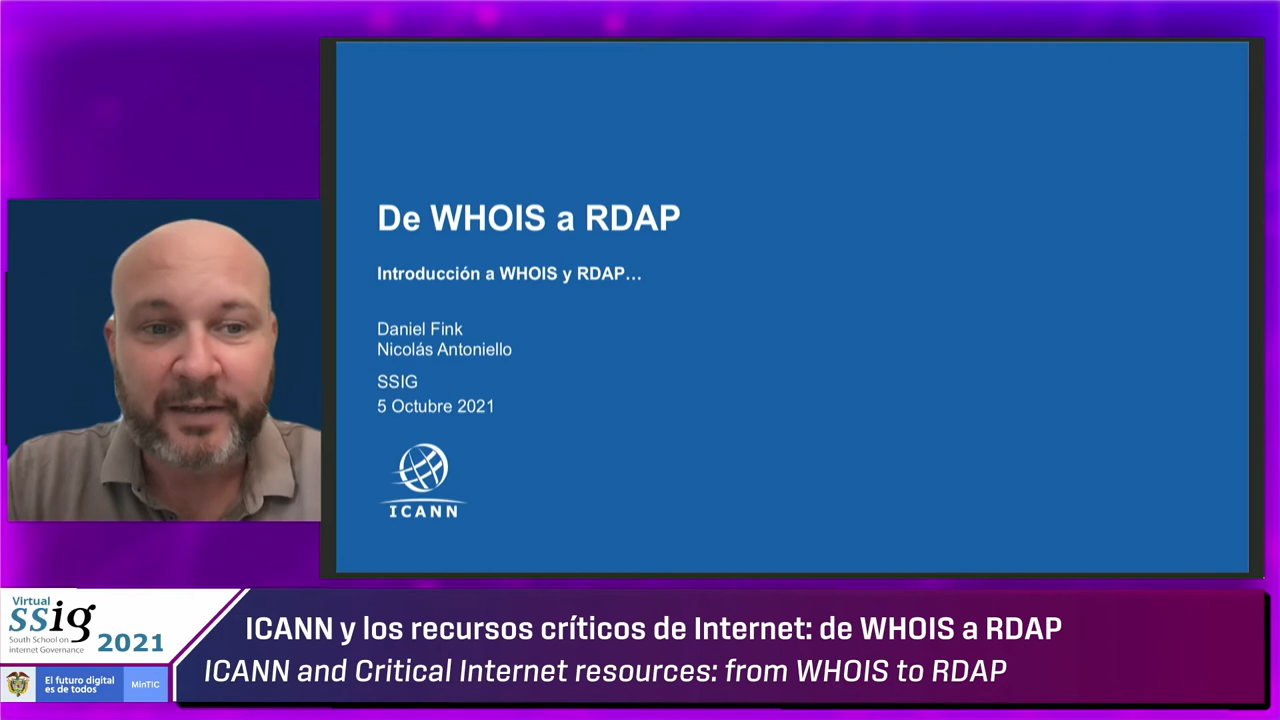 De WHOIS a RDAP
Introducción a WHOIS y RDAP…
Daniel Fink
Nicolás Antoniello
SSIG
5 Octubre 2021
ICANN
Virtual
ssig
South School on
Internet Governance
2021
El futuro digital
es de todos
MinTIC
ICANN y los recursos críticos de Internet: de WHOIS a RDAP
ICANN and Critical Internet resources: from WHOIS to RDAP